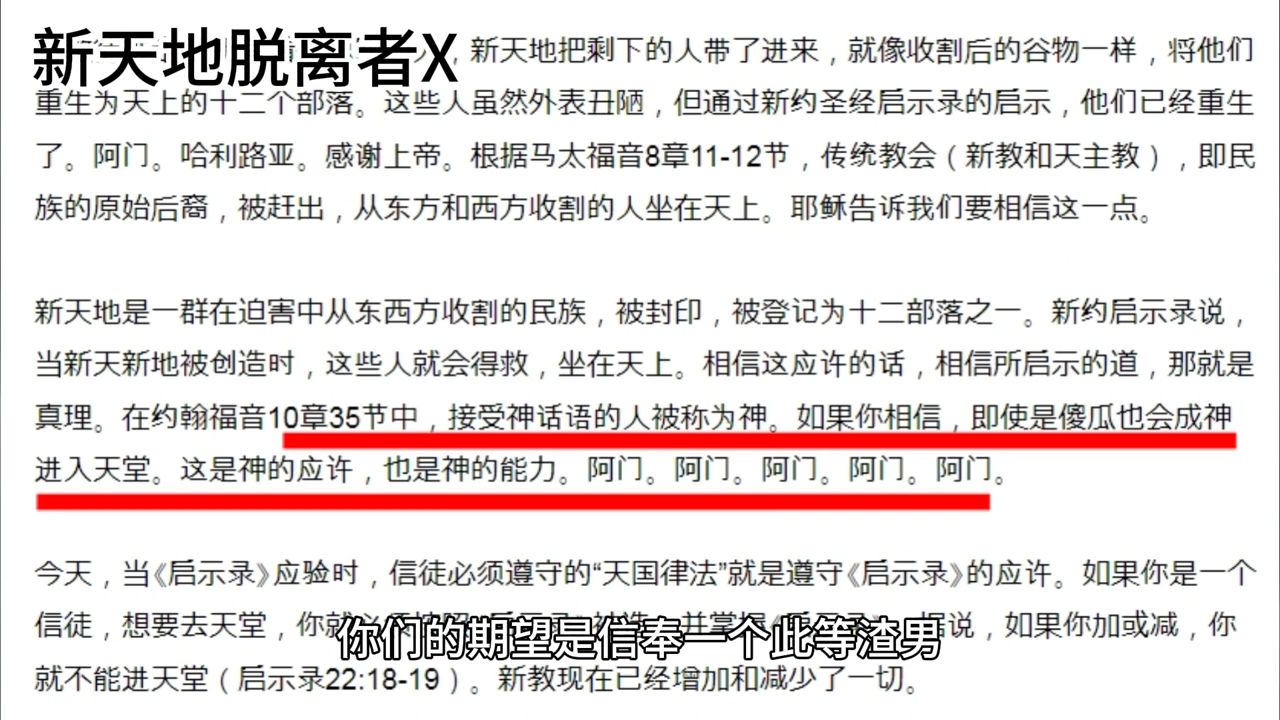 新天地脱离者X
，新天地把剩下的人带了进来，就像收割后的谷物一样，将他们
重生为天上的十二个部落。这些人虽然外表丑陋，但通过新约圣经启示录的启示，他们已经重生
了。阿门。哈利路亚。感谢上帝。根据马太福音8章11-12节，传统教会（新教和天主教），即民
族的原始后裔，被赶出，从东方和西方收割的人坐在天上。耶稣告诉我们要相信这一点。
新天地是一群在迫害中从东西方收割的民族，被封印，被登记为十二部落之一。新约启示录说，
当新天新地被创造时，这些人就会得救，坐在天上。相信这应许的话，相信所启示的道，那就是
真理。在约翰福音10章35节中，接受神话语的人被称为神。如果你相信，即使是傻瓜也会成神
进入天堂。这是神的应许，也是神的能力。阿门。阿门。阿门。阿门。阿门。
今天，当《启示录》应验时，信徒必须遵守的“天国律法”就是遵守《启示录》的应许。如果你是一个
信徒，想要去天堂，你就 说，如果你加或减，你
你们的期望是信奉一个此等渣男
就不能进天堂（启示录22:18-19）。新教现在已经增加和减少了一切。